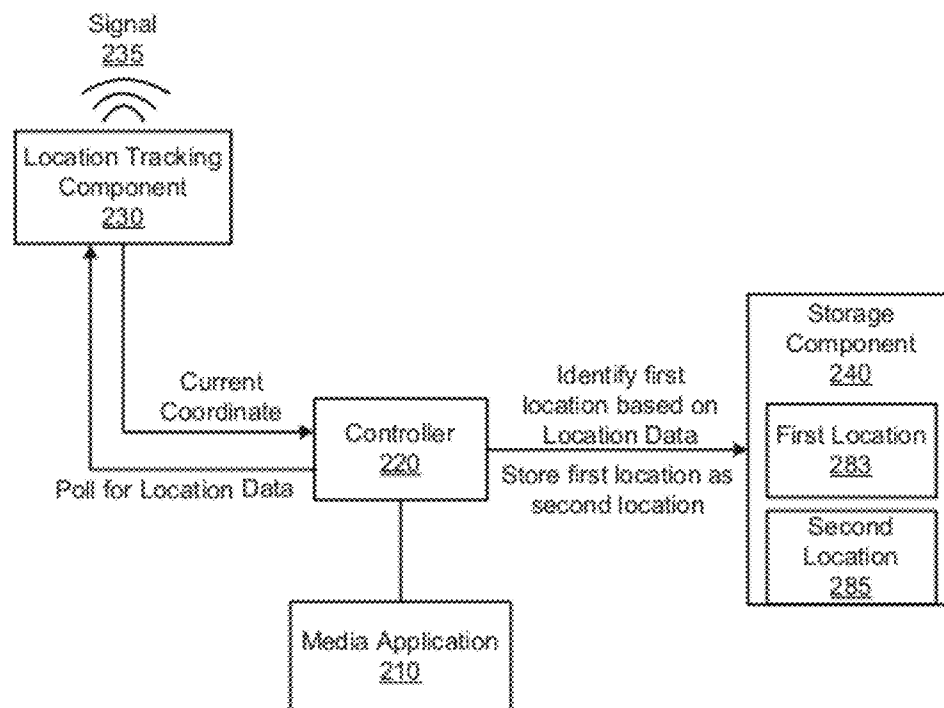 Signal
235
Location Tracking
Component
230
Current
Coordinate
Poll for Location Data
Controller
220
Identify first
location based on
Location Data
Store first location as
second location
Storage
Component
240
First Location
283
Second
Location
285
Media Application
210